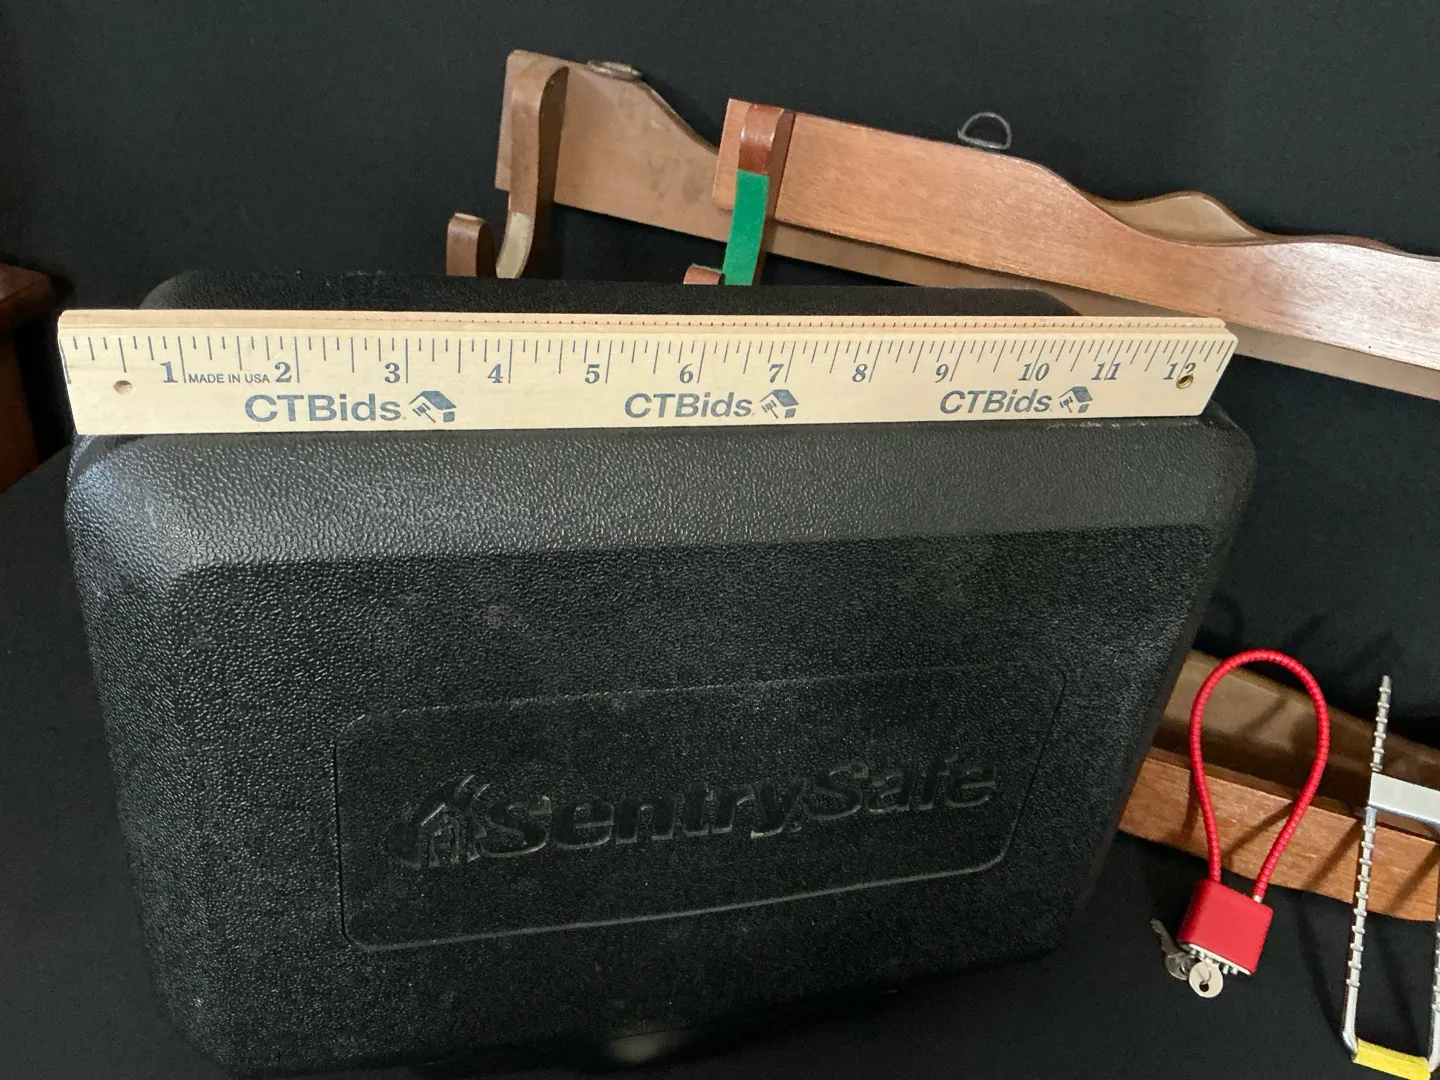 1 MADE IN USA 2 3 4 5 6 7 8 9 10 11 12
CTBids CTBids CTBids
SentrySafe